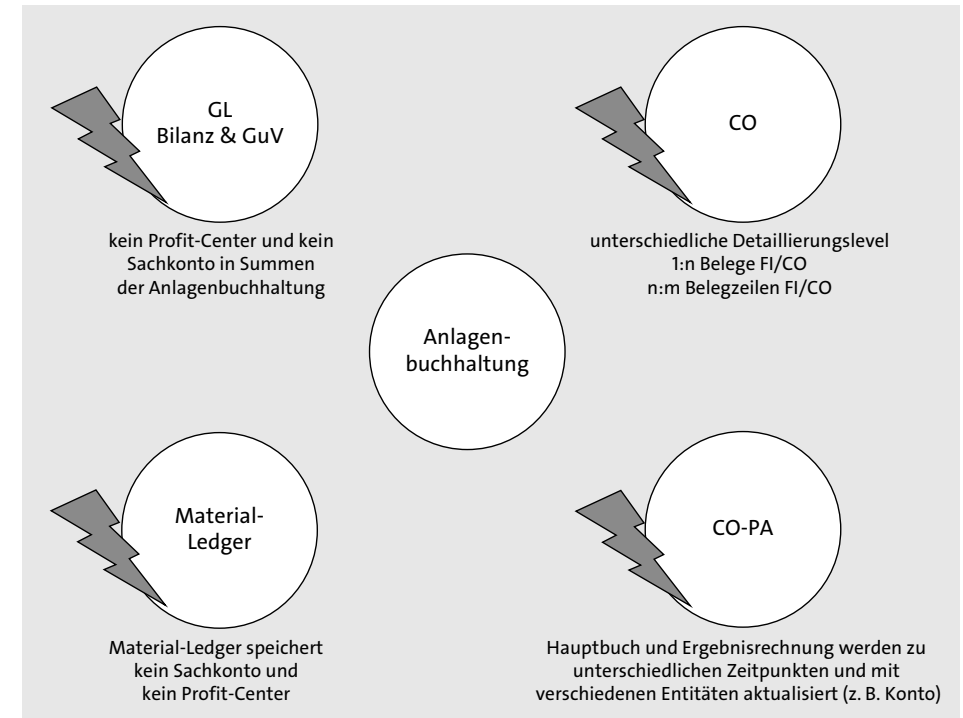 GL
Bilanz & GuV
kein Profit-Center und kein
Sachkonto in Summen
der Anlagenbuchhaltung
CO
unterschiedliche Detaillierungslevel
1:n Belege FI/CO
n:m Belegzeilen FI/CO
Anlagen-
buchhaltung
Material-
Ledger
Material-Ledger speichert
kein Sachkonto und
kein Profit-Center
CO-PA
Hauptbuch und Ergebnisrechnung werden zu
unterschiedlichen Zeitpunkten und mit
verschiedenen Entitäten aktualisiert (z. B. Konto)